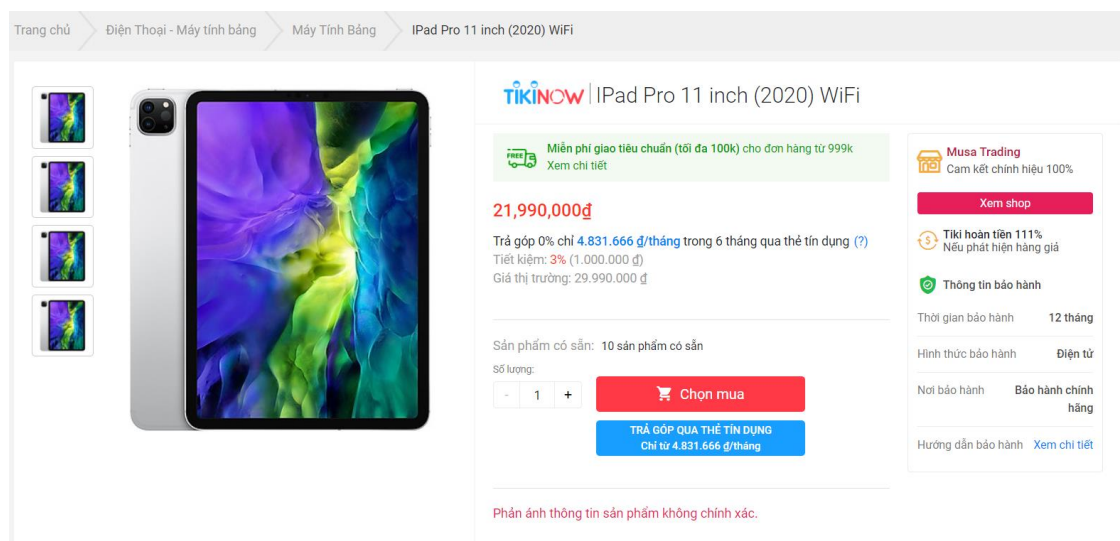 Trang chủ
Điện Thoại - Máy tính bảng
Máy Tính Bảng
IPad Pro 11 inch (2020) WiFi
TIKINOW IPad Pro 11 inch (2020) WiFi
FREE
Miễn phí giao tiêu chuẩn (tối đa 100k) cho đơn hàng từ 999k
Xem chi tiết
21,990,000₫
Trả góp 0% chỉ 4.831.666 ₫/tháng trong 6 tháng qua thẻ tín dụng (?)
Tiết kiệm: 3% (1.000.000 ₫)
Giá thị trường: 29.990.000 ₫
Sản phẩm có sẵn: 10 sản phẩm có sẵn
Số lượng:
- 1 +
Chọn mua
TRẢ GÓP QUA THẺ TÍN DỤNG
Chỉ từ 4.831.666 ₫/tháng
Phản ánh thông tin sản phẩm không chính xác.
Musa Trading
Cam kết chính hiệu 100%
Xem shop
Tiki hoàn tiền 111%
Nếu phát hiện hàng giả
Thông tin bảo hành
Thời gian bảo hành 12 tháng
Hình thức bảo hành Điện tử
Nơi bảo hành Bảo hành chính
hãng
Hướng dẫn bảo hành Xem chi tiết